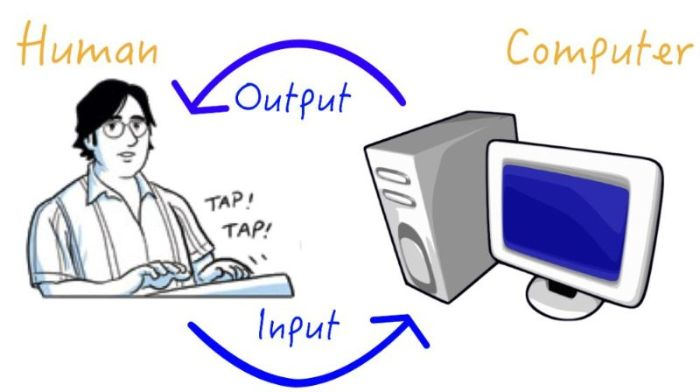 Human
Computer
Output
TAP!
TAP!
Input